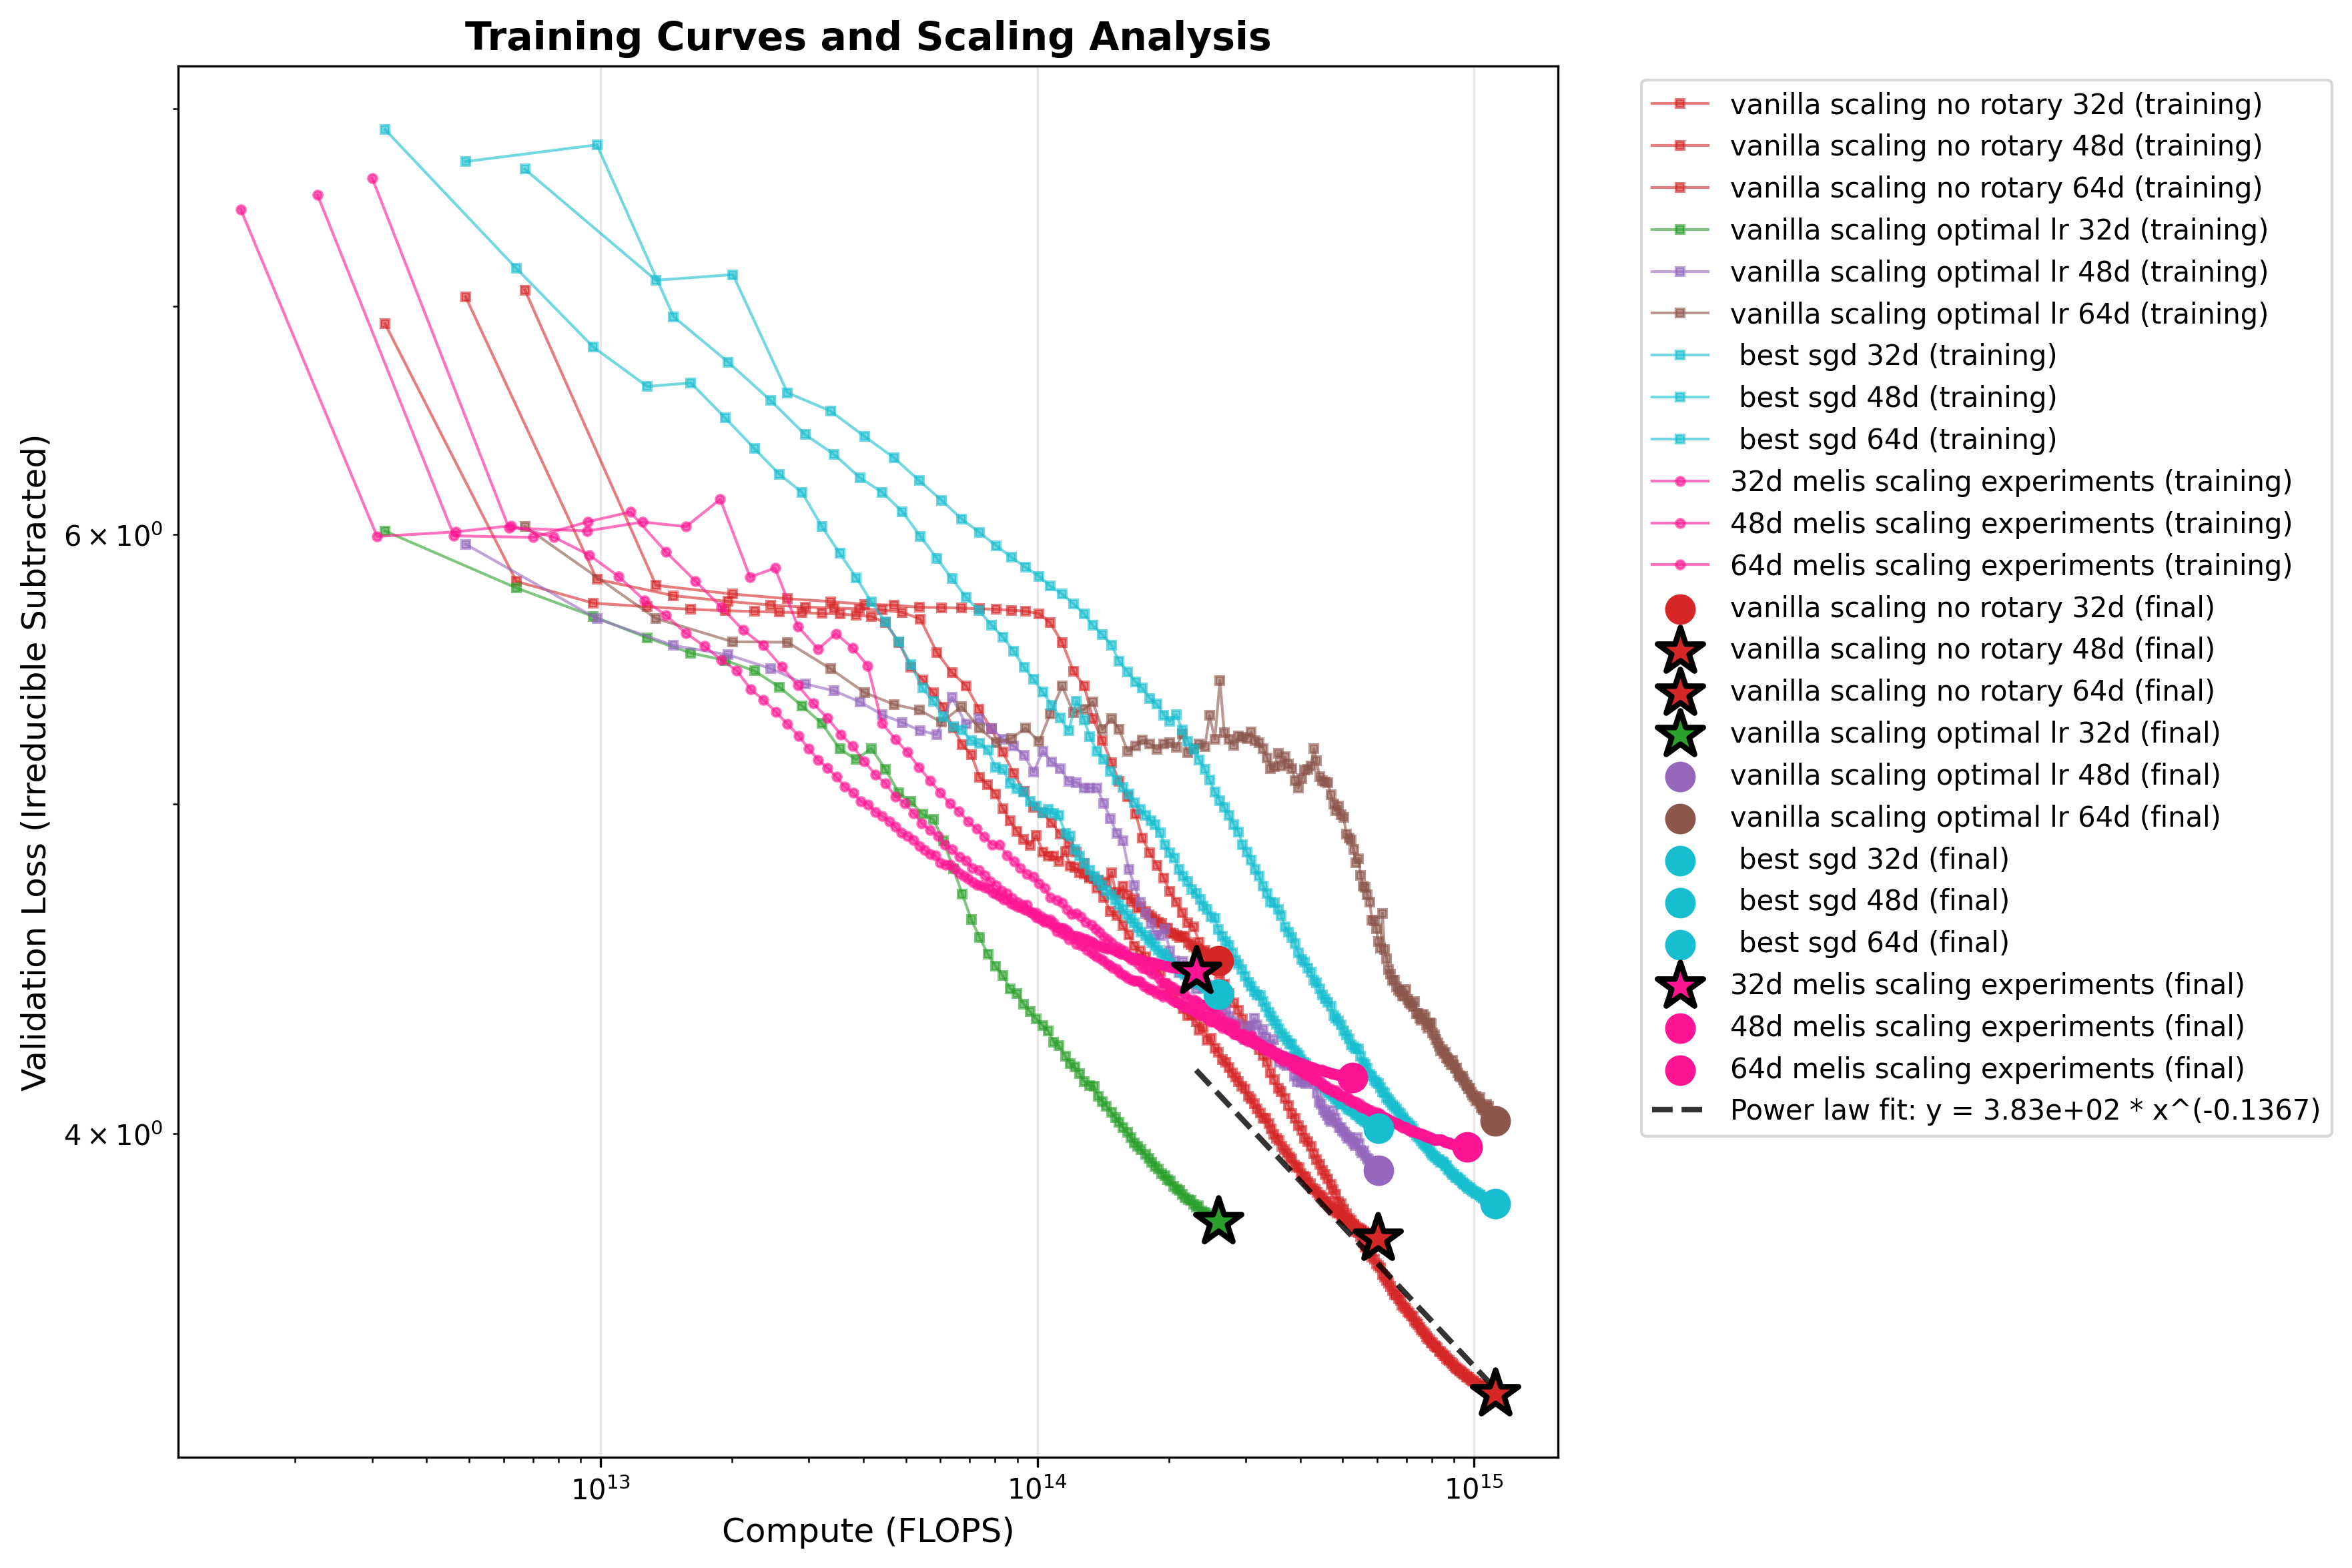 Training Curves and Scaling Analysis
Validation Loss (Irreducible Subtracted)
6 × 10⁰
4 × 10⁰
10¹³
10¹⁴
10¹⁵
Compute (FLOPS)
vanilla scaling no rotary 32d (training)
vanilla scaling no rotary 48d (training)
vanilla scaling no rotary 64d (training)
vanilla scaling optimal lr 32d (training)
vanilla scaling optimal lr 48d (training)
vanilla scaling optimal lr 64d (training)
best sgd 32d (training)
best sgd 48d (training)
best sgd 64d (training)
32d melis scaling experiments (training)
48d melis scaling experiments (training)
64d melis scaling experiments (training)
vanilla scaling no rotary 32d (final)
vanilla scaling no rotary 48d (final)
vanilla scaling no rotary 64d (final)
vanilla scaling optimal lr 32d (final)
vanilla scaling optimal lr 48d (final)
vanilla scaling optimal lr 64d (final)
best sgd 32d (final)
best sgd 48d (final)
best sgd 64d (final)
32d melis scaling experiments (final)
48d melis scaling experiments (final)
64d melis scaling experiments (final)
Power law fit: y = 3.83e+02 * x^(-0.1367)